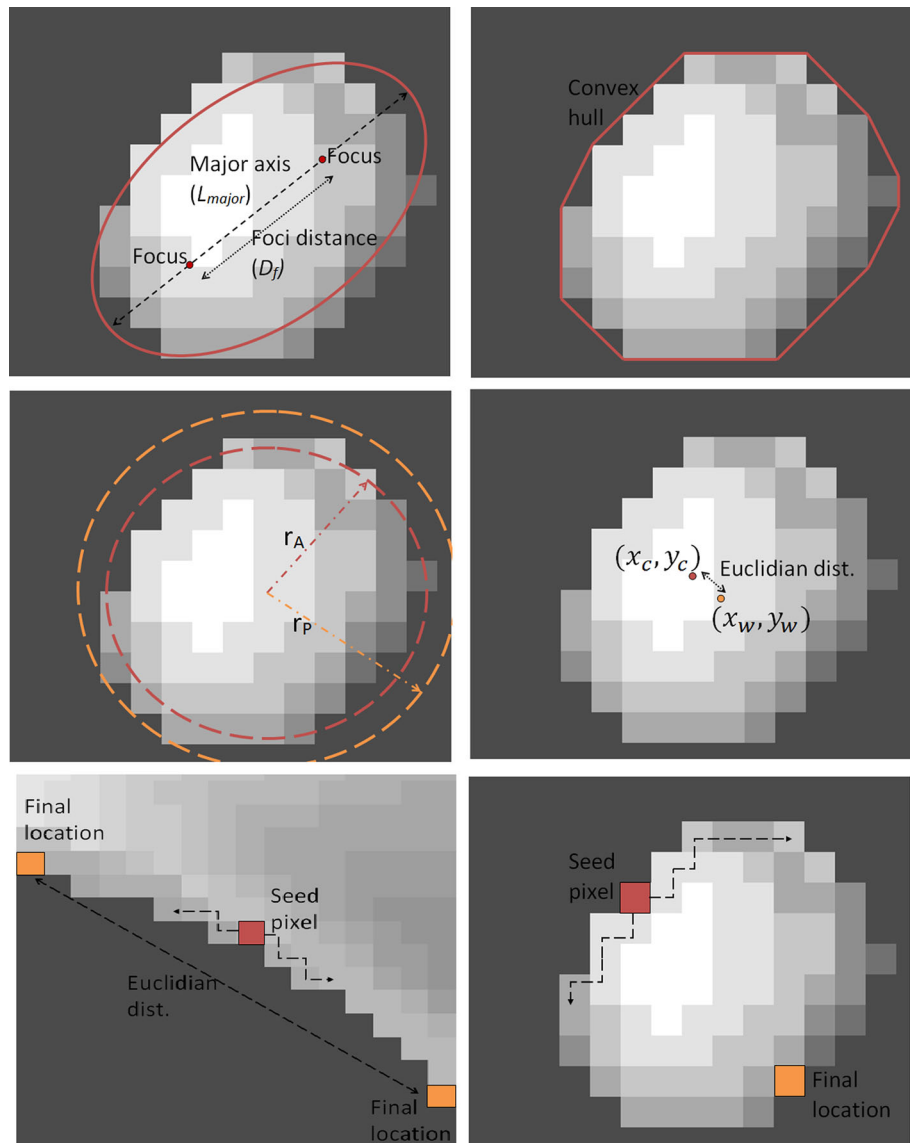 Major axis
(L_major)
Focus
Foci distance
(D_f)
Focus
Convex
hull
r_A
r_P
(x_c, y_c)
Euclidian dist.
(x_w, y_w)
Final
location
Seed
pixel
Euclidian
dist.
Final
location
Seed
pixel
Final
location